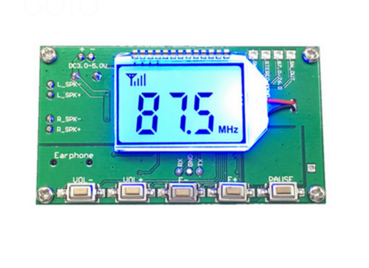 DC3.0-5.0V
L_SPK-
L_SPK+
R_SPK-
R_SPK+
87.5
MHz
Earphone
VOL-
VOL+
F-
F+
PAUSE